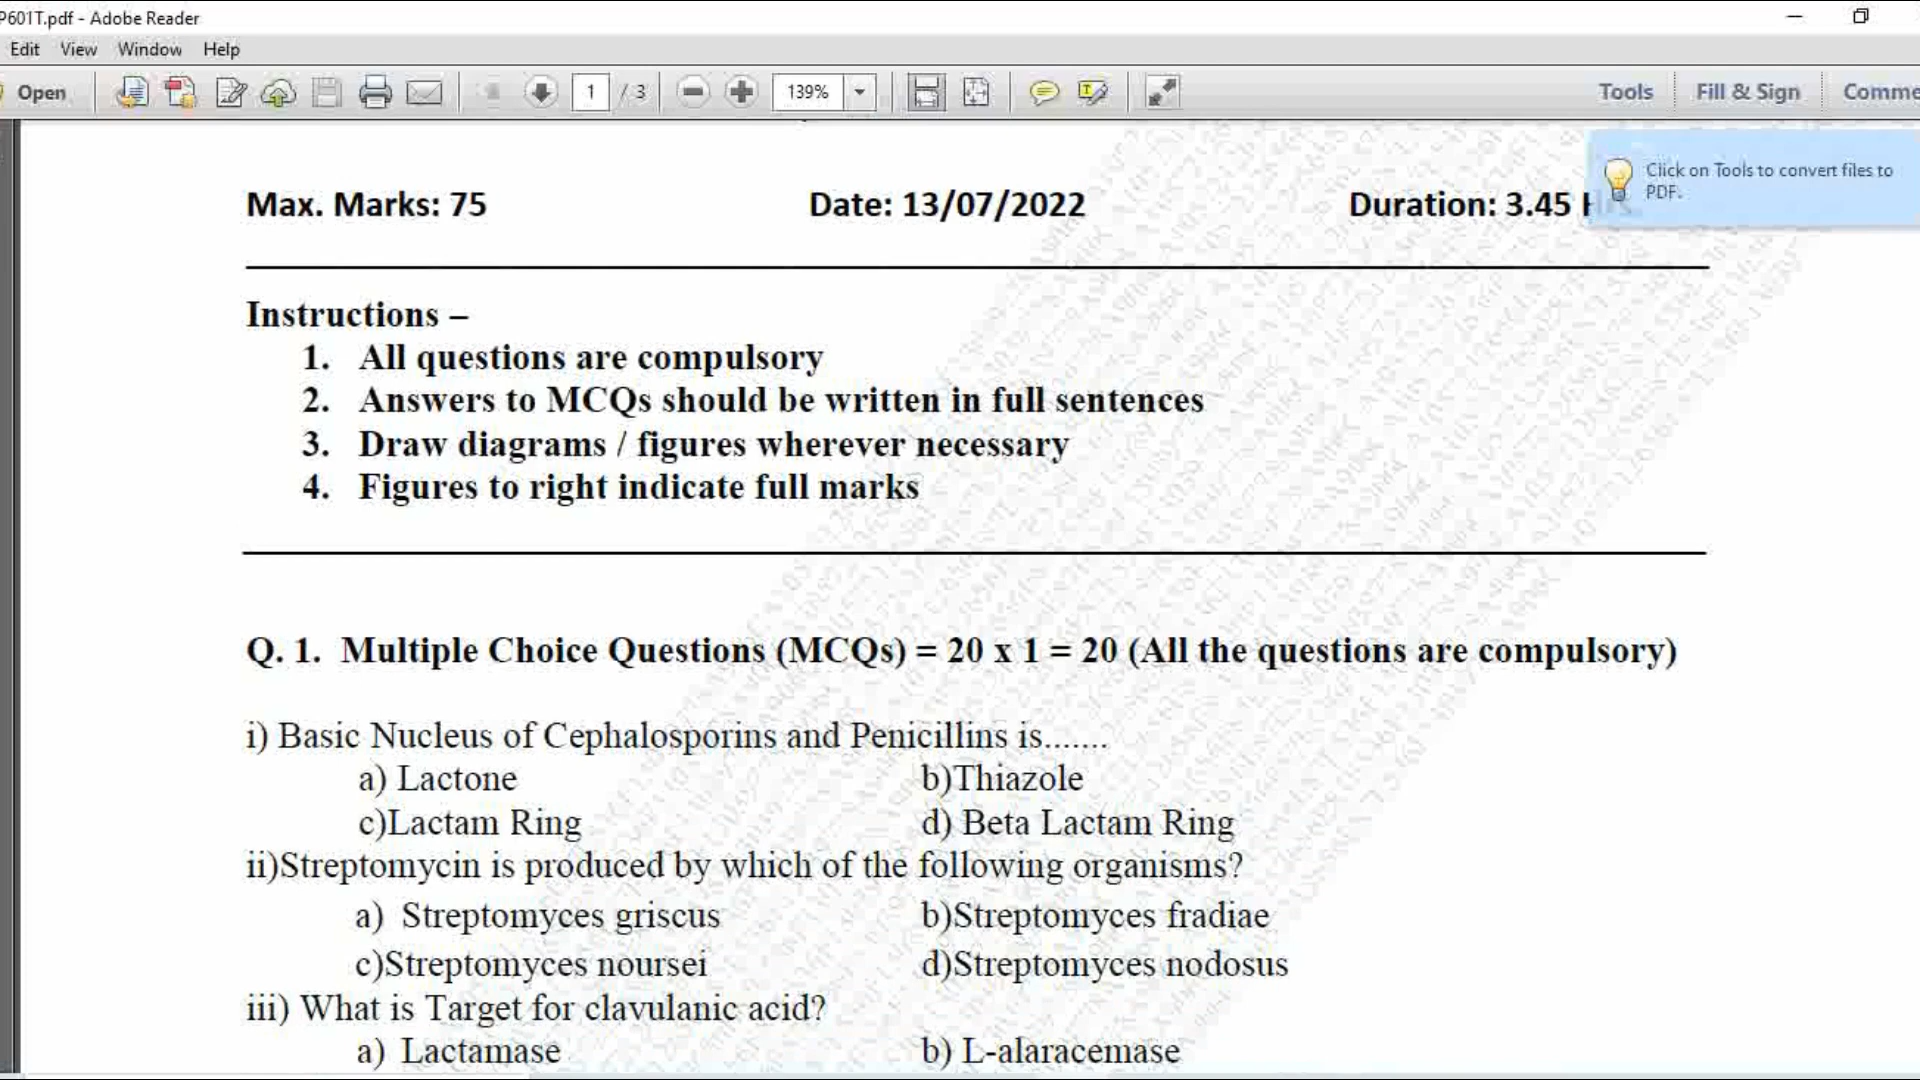 P601T.pdf - Adobe Reader
Edit View Window Help
Open 1 / 3 139% Tools Fill & Sign Comme
Click on Tools to convert files to
PDF.
Max. Marks: 75 Date: 13/07/2022 Duration: 3.45
Instructions –
1. All questions are compulsory
2. Answers to MCQs should be written in full sentences
3. Draw diagrams / figures wherever necessary
4. Figures to right indicate full marks
Q. 1. Multiple Choice Questions (MCQs) = 20 x 1 = 20 (All the questions are compulsory)
i) Basic Nucleus of Cephalosporins and Penicillins is.......
a) Lactone b)Thiazole
c)Lactam Ring d) Beta Lactam Ring
ii)Streptomycin is produced by which of the following organisms?
a) Streptomyces griscus b)Streptomyces fradiae
c)Streptomyces noursei d)Streptomyces nodosus
iii) What is Target for clavulanic acid?
a) Lactamase b) L-alaracemase